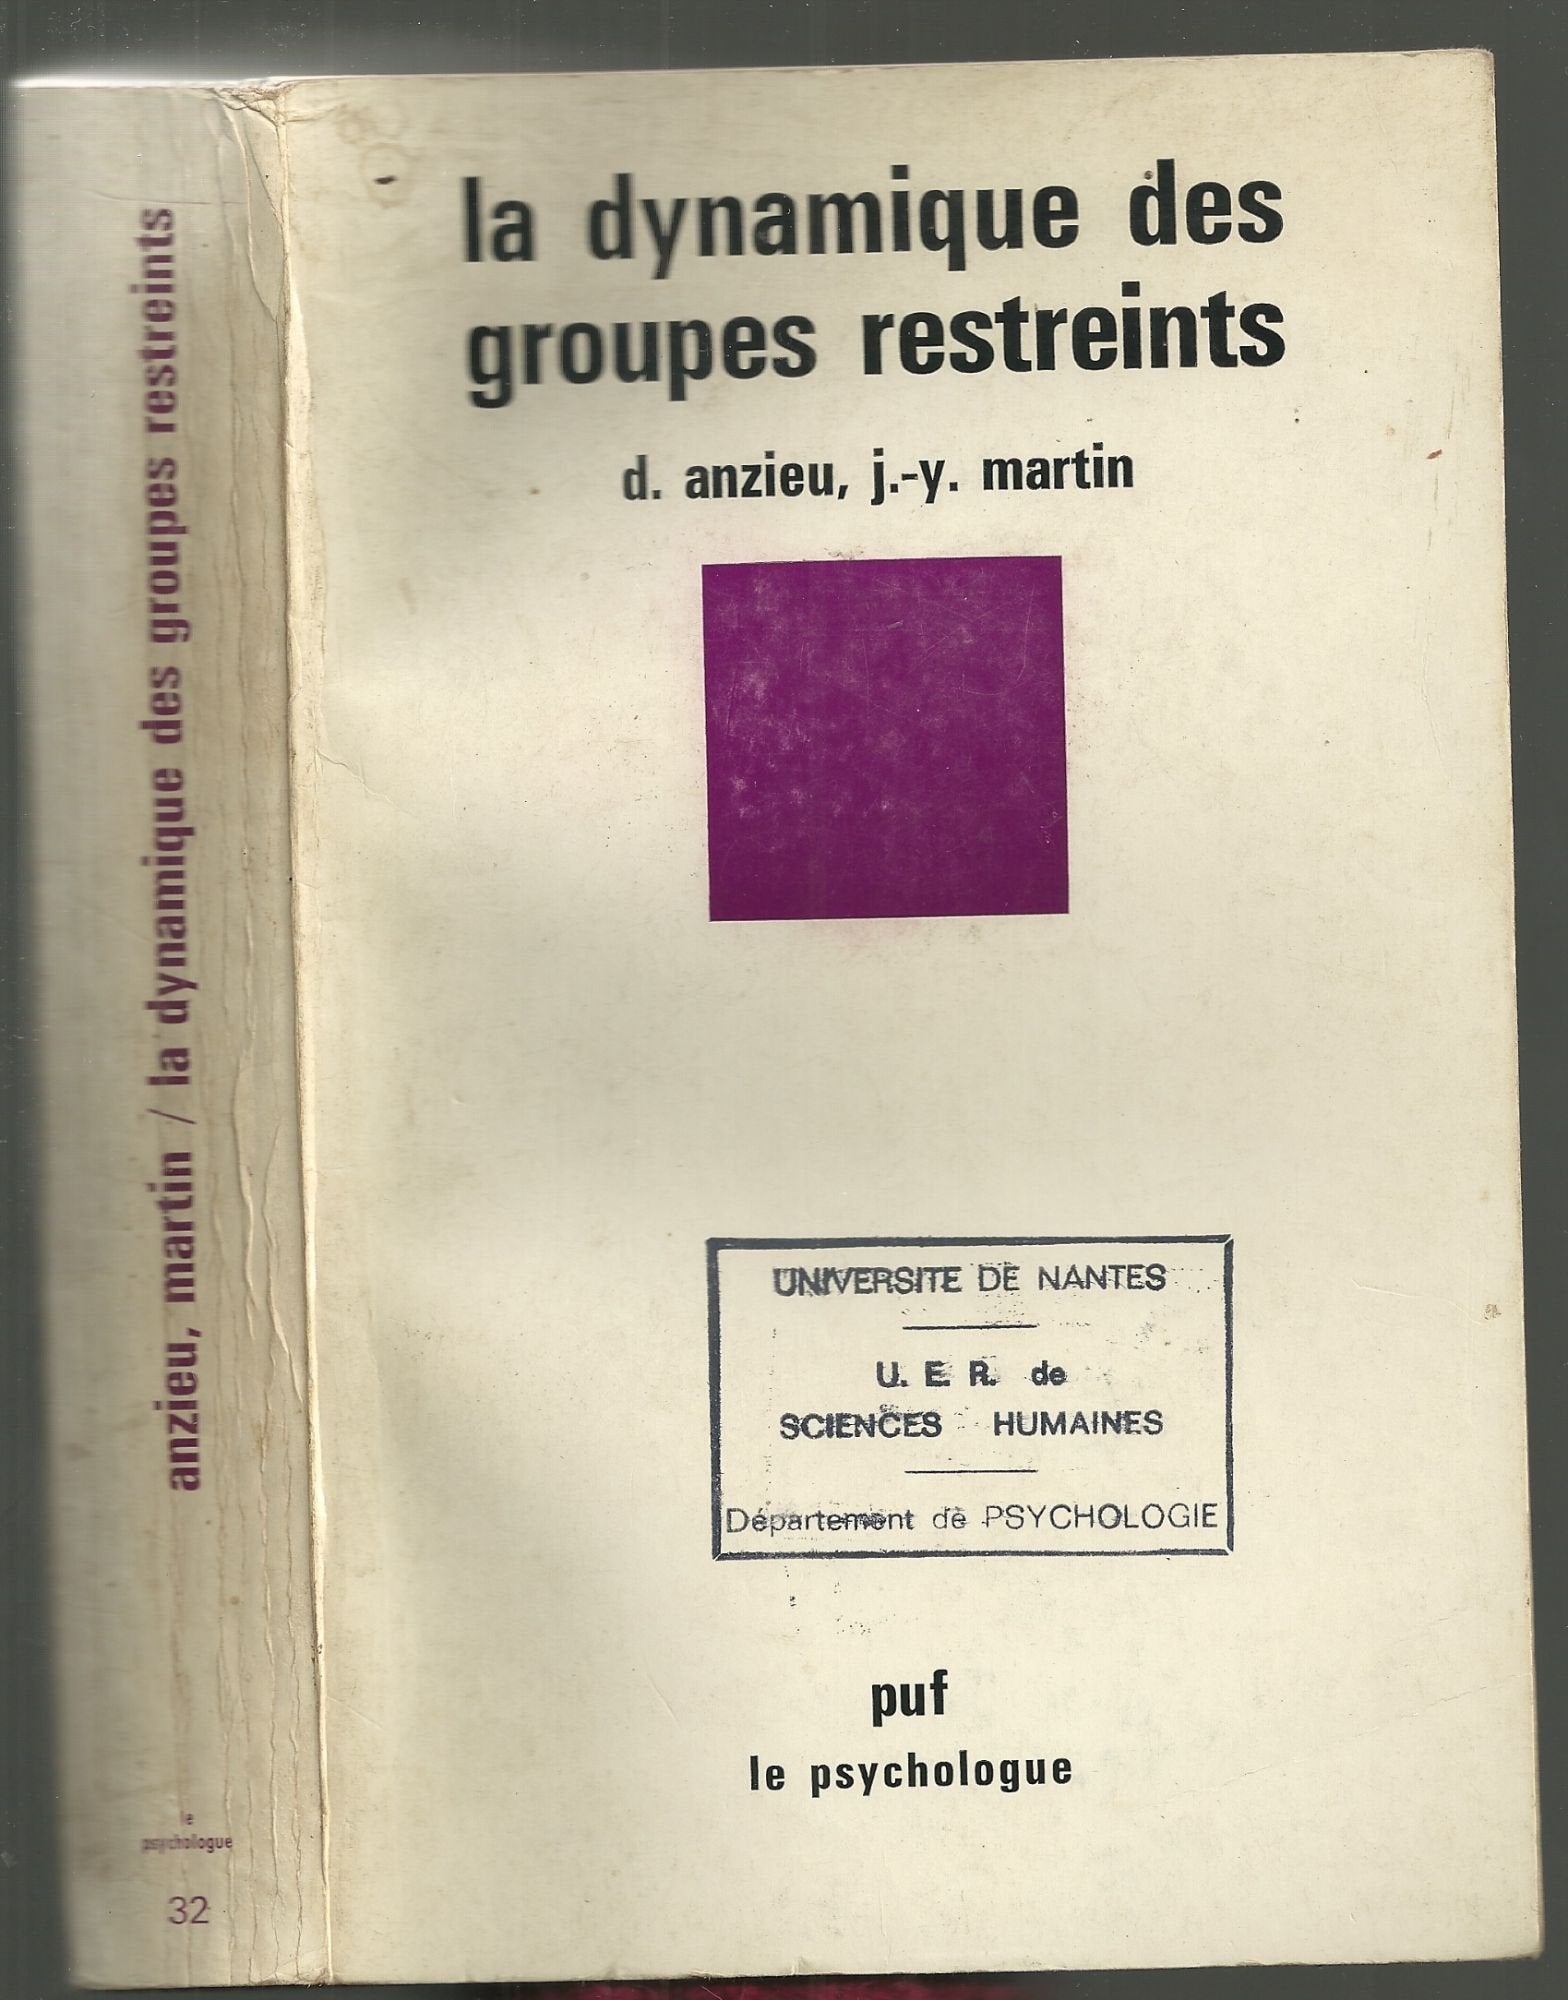 la dynamique des
groupes restreints
d. anzieu, j.-y. martin
UNIVERSITE DE NANTES
U. E. R. de
SCIENCES HUMAINES
Département de PSYCHOLOGIE
puf
le psychologue
anzieu, martin / la dynamique des groupes restreints
le
psychologue
32